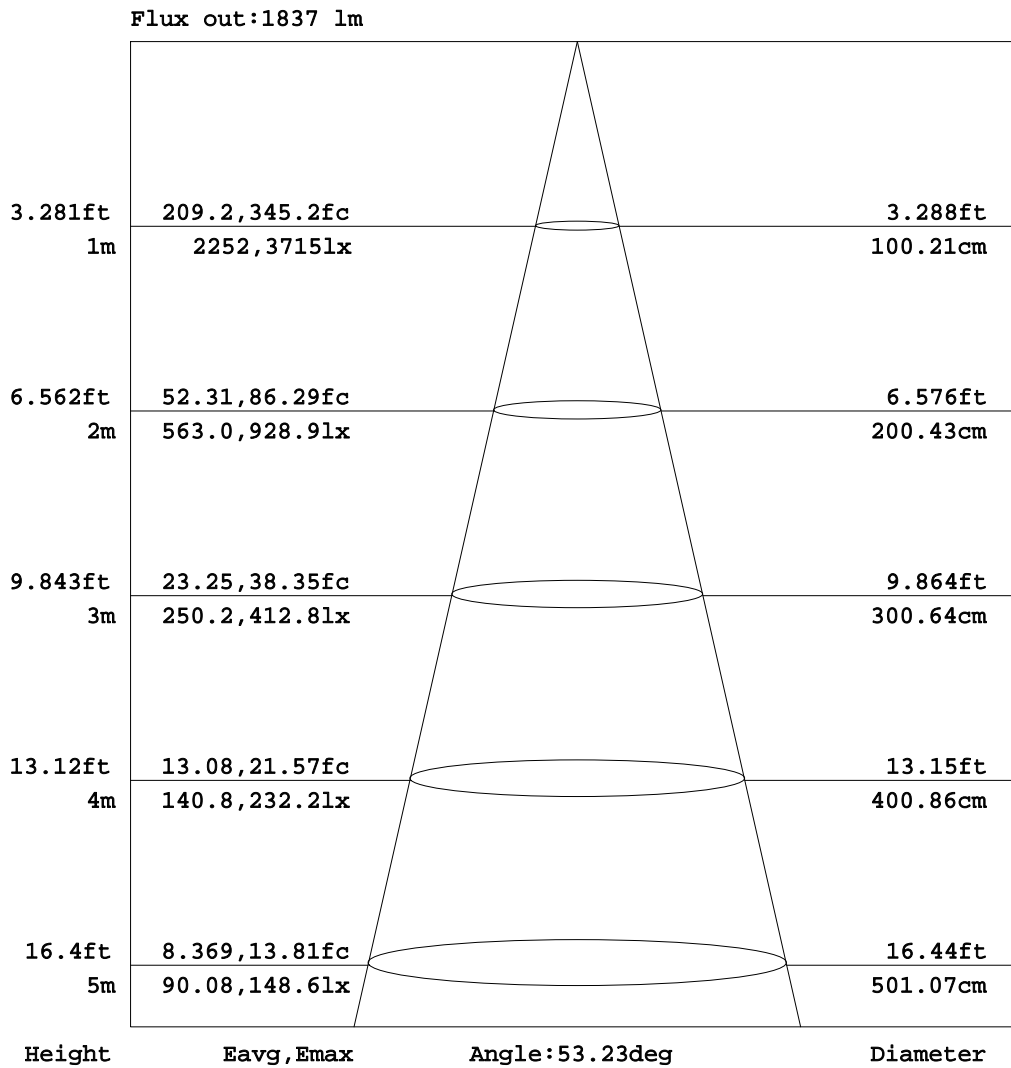 Flux out:1837 lm
3.281ft 209.2,345.2fc 3.288ft
1m 2252,3715lx 100.21cm
6.562ft 52.31,86.29fc 6.576ft
2m 563.0,928.9lx 200.43cm
9.843ft 23.25,38.35fc 9.864ft
3m 250.2,412.8lx 300.64cm
13.12ft 13.08,21.57fc 13.15ft
4m 140.8,232.2lx 400.86cm
16.4ft 8.369,13.81fc 16.44ft
5m 90.08,148.6lx 501.07cm
Height Eavg,Emax Angle:53.23deg Diameter